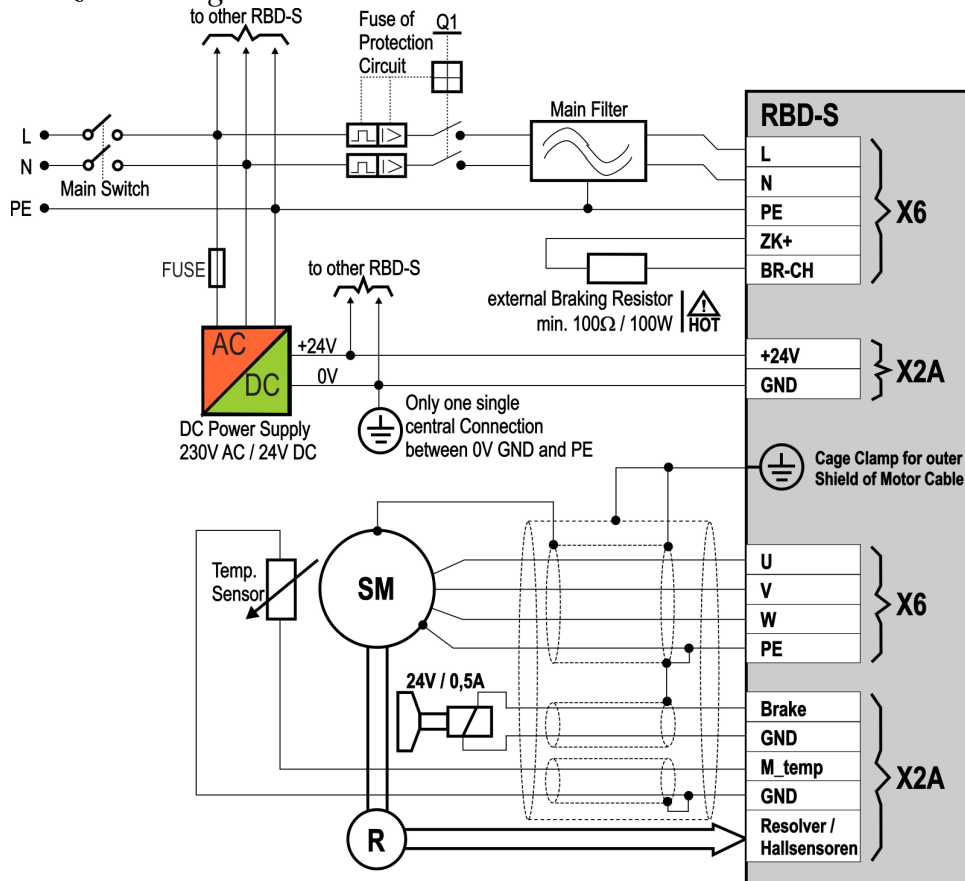 to other RBD-S
Fuse of
Protection
Circuit
Q1
L
N
Main Switch
PE
Main Filter
RBD-S
L
N
PE
ZK+
BR-CH
X6
FUSE
to other RBD-S
external Braking Resistor
min. 100Ω / 100W
HOT
AC
DC
+24V
0V
DC Power Supply
230V AC / 24V DC
Only one single
central Connection
between 0V GND and PE
+24V
GND
X2A
Cage Clamp for outer
Shield of Motor Cable
Temp.
Sensor
SM
U
V
W
PE
X6
24V / 0,5A
Brake
GND
M_temp
GND
Resolver /
Hallsensoren
X2A
R